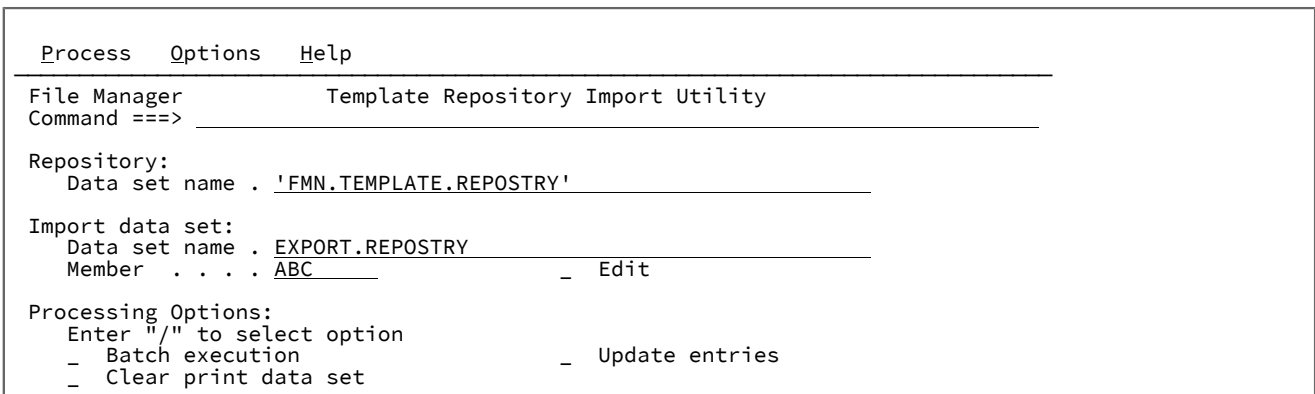 Process   Options   Help
File Manager               Template Repository Import Utility
Command ===>
Repository:
   Data set name . 'FMN.TEMPLATE.REPOSTRY'
Import data set:
   Data set name . EXPORT.REPOSTRY
   Member  . . . . ABC                       _  Edit
Processing Options:
   Enter "/" to select option
   _  Batch execution                        _  Update entries
   _  Clear print data set